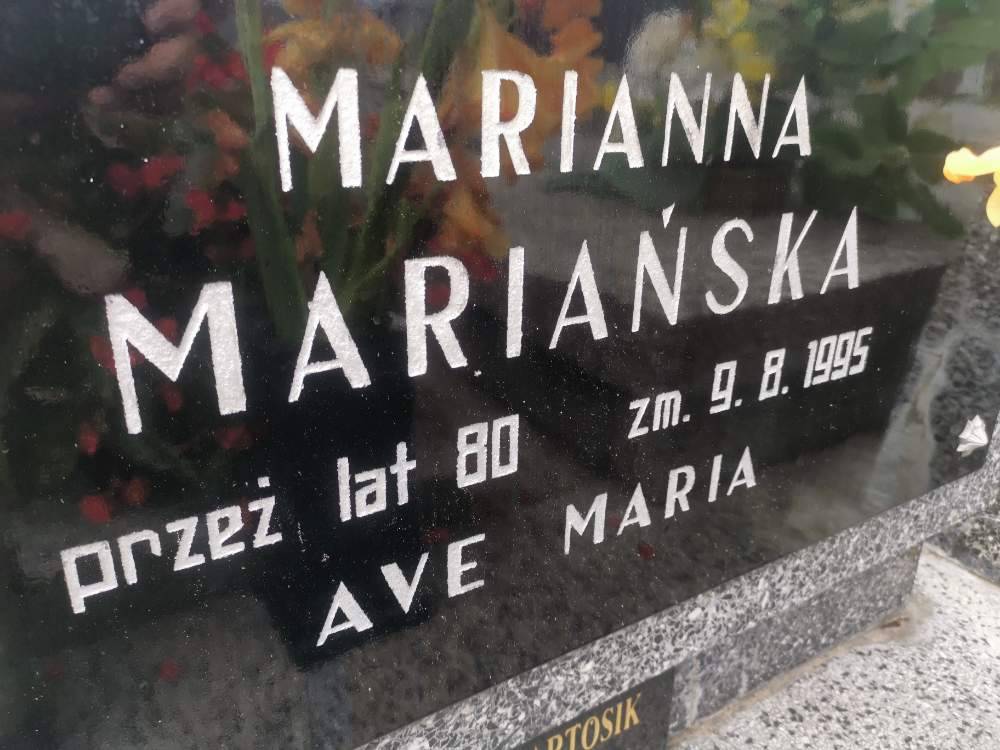 MARIANNA
MARIAŃSKA
przeż lat 80 zm. 9. 8. 1995
AVE MARIA